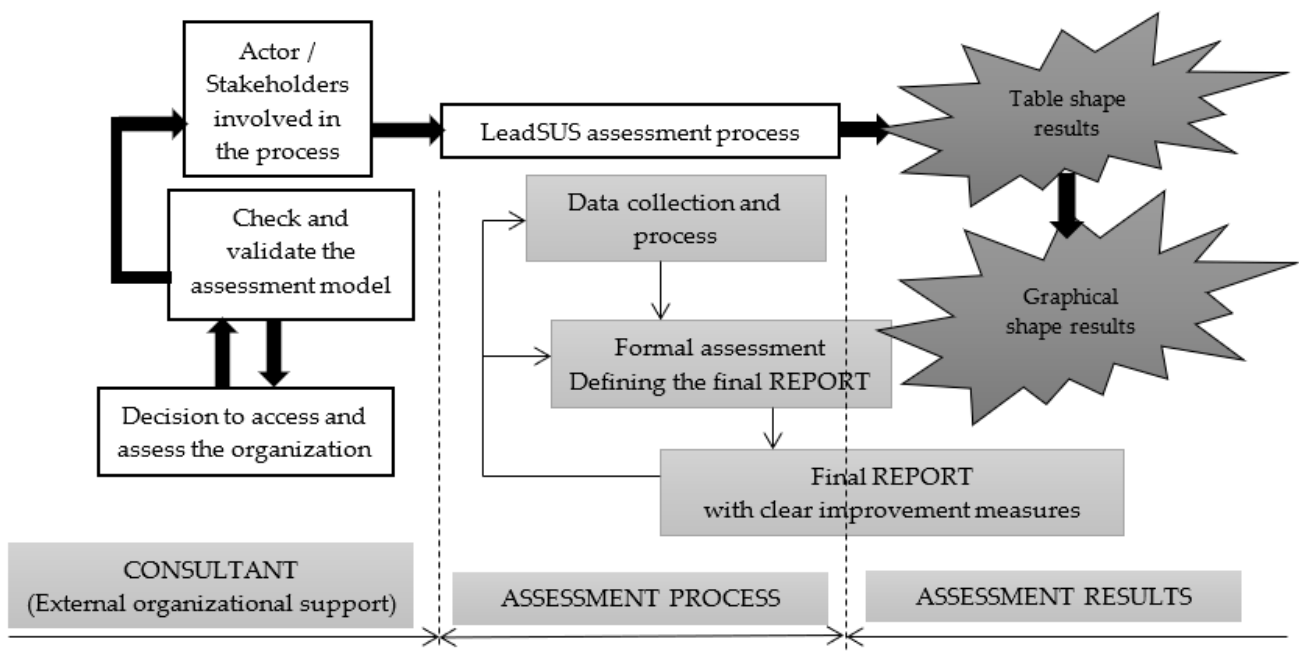 Actor /
Stakeholders
involved in
the process
LeadSUS assessment process
Table shape
results
Check and
validate the
assessment model
Data collection and
process
Graphical
shape results
Formal assessment
Defining the final REPORT
Decision to access and
assess the organization
Final REPORT
with clear improvement measures
CONSULTANT
(External organizational support)
ASSESSMENT PROCESS
ASSESSMENT RESULTS